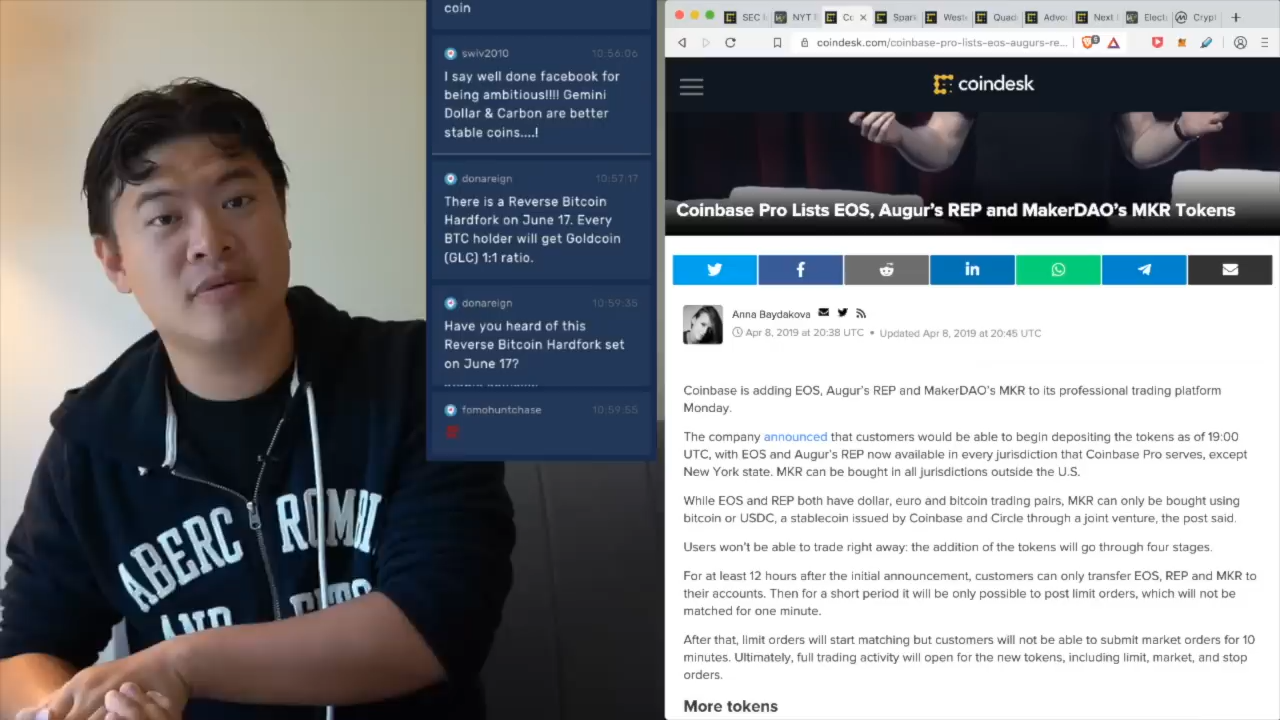 coin
swiv2010 10:56:06
I say well done facebook for
being ambitious!!!! Gemini
Dollar & Carbon are better
stable coins....!
donareign 10:57:17
There is a Reverse Bitcoin
Hardfork on June 17. Every
BTC holder will get Goldcoin
(GLC) 1:1 ratio.
donareign 10:59:35
Have you heard of this
Reverse Bitcoin Hardfork set
on June 17?
fomohuntchase 10:59:55
ABERC ROMBI
AND
SEC
NYT
Co
Spark
West
Quad
Advo
Next
Elect
Crypt
coindesk.com/coinbase-pro-lists-eos-augurs-re...
coindesk
Coinbase Pro Lists EOS, Augur's REP and MakerDAO's MKR Tokens
Anna Baydakova
Apr 8, 2019 at 20:38 UTC • Updated Apr 8, 2019 at 20:45 UTC
Coinbase is adding EOS, Augur's REP and MakerDAO's MKR to its professional trading platform
Monday.
The company announced that customers would be able to begin depositing the tokens as of 19:00
UTC, with EOS and Augur's REP now available in every jurisdiction that Coinbase Pro serves, except
New York state. MKR can be bought in all jurisdictions outside the U.S.
While EOS and REP both have dollar, euro and bitcoin trading pairs, MKR can only be bought using
bitcoin or USDC, a stablecoin issued by Coinbase and Circle through a joint venture, the post said.
Users won't be able to trade right away: the addition of the tokens will go through four stages.
For at least 12 hours after the initial announcement, customers can only transfer EOS, REP and MKR to
their accounts. Then for a short period it will be only possible to post limit orders, which will not be
matched for one minute.
After that, limit orders will start matching but customers will not be able to submit market orders for 10
minutes. Ultimately, full trading activity will open for the new tokens, including limit, market, and stop
orders.
More tokens